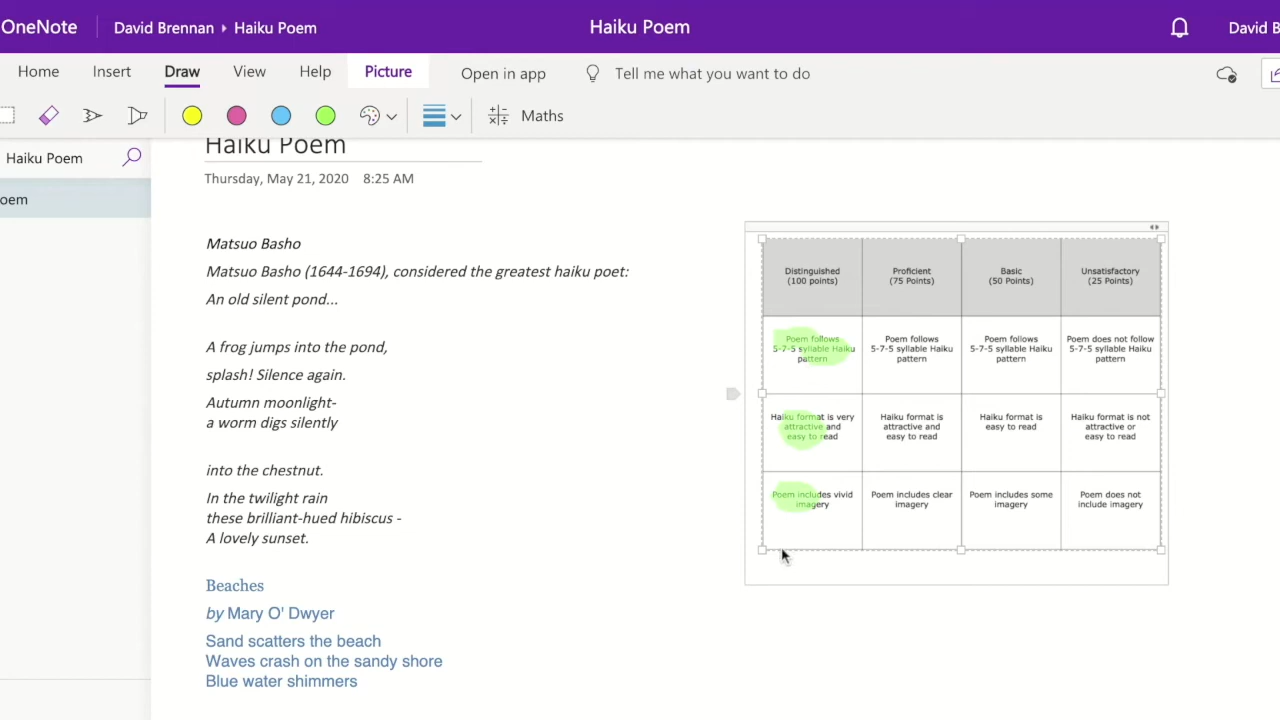 OneNote
David Brennan
Haiku Poem
Haiku Poem
David B
Home
Insert
Draw
View
Help
Picture
Open in app
Tell me what you want to do
Maths
Haiku Poem
oem
Haiku Poem
Thursday, May 21, 2020 8:25 AM
Matsuo Basho
Matsuo Basho (1644-1694), considered the greatest haiku poet:
An old silent pond...
A frog jumps into the pond,
splash! Silence again.
Autumn moonlight-
a worm digs silently
into the chestnut.
In the twilight rain
these brilliant-hued hibiscus -
A lovely sunset.
Beaches
by Mary O' Dwyer
Sand scatters the beach
Waves crash on the sandy shore
Blue water shimmers
Distinguished
(100 points)
Proficient
(75 Points)
Basic
(50 Points)
Unsatisfactory
(25 Points)
Poem follows
5-7-5 syllable Haiku
pattern
Poem follows
5-7-5 syllable Haiku
pattern
Poem follows
5-7-5 syllable Haiku
pattern
Poem does not follow
5-7-5 syllable Haiku
pattern
Haiku format is very
attractive and
easy to read
Haiku format is
attractive and
easy to read
Haiku format is
easy to read
Haiku format is not
attractive or
easy to read
Poem includes vivid
imagery
Poem includes clear
imagery
Poem includes some
imagery
Poem does not
include imagery